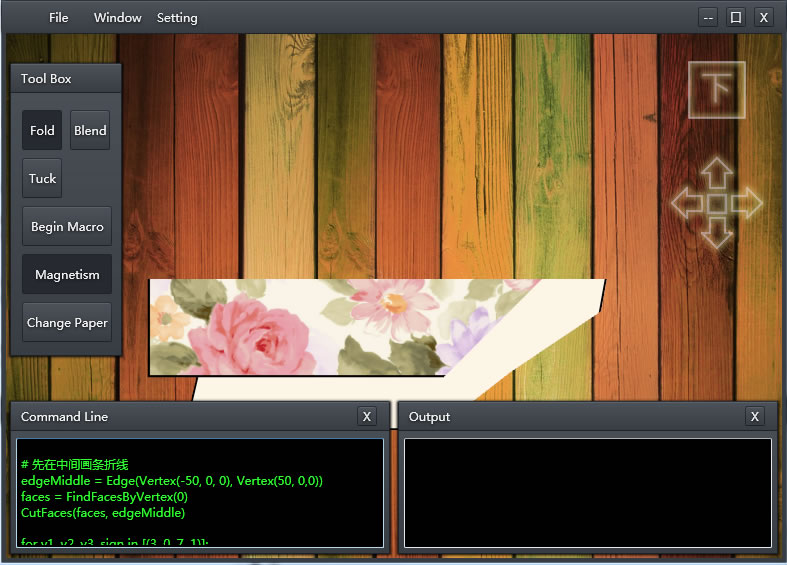 File Window Setting
-- 口 X
下
Tool Box
Fold Blend
Tuck
Begin Macro
Magnetism
Change Paper
Command Line X
# 先在中间画条折线
edgeMiddle = Edge(Vertex(-50, 0, 0), Vertex(50, 0,0))
faces = FindFacesByVertex(0)
CutFaces(faces, edgeMiddle)
for v1, v2, v3, sign in [(3, 0, 7, 1)]:
Output X